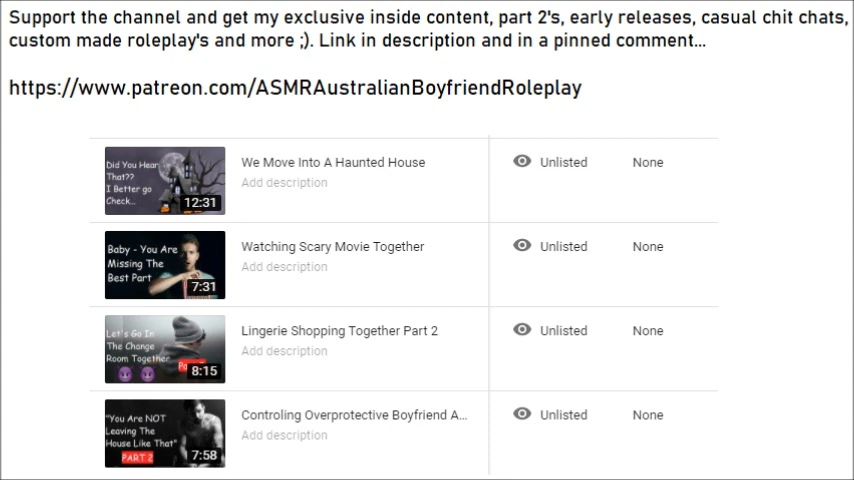 Support the channel and get my exclusive inside content, part 2's, early releases, casual chit chats,
custom made roleplay's and more ;). Link in description and in a pinned comment...
https://www.patreon.com/ASMRAustralianBoyfriendRoleplay
Did You Hear
That??
I Better go
Check...
12:31
We Move Into A Haunted House
Add description
Unlisted
None
Baby - You Are
Missing The
Best Part
7:31
Watching Scary Movie Together
Add description
Unlisted
None
Let's Go In
The Change
Room Together
8:15
Lingerie Shopping Together Part 2
Add description
Unlisted
None
"You Are NOT
Leaving The
House Like That"
PART 2
7:58
Controling Overprotective Boyfriend A...
Add description
Unlisted
None